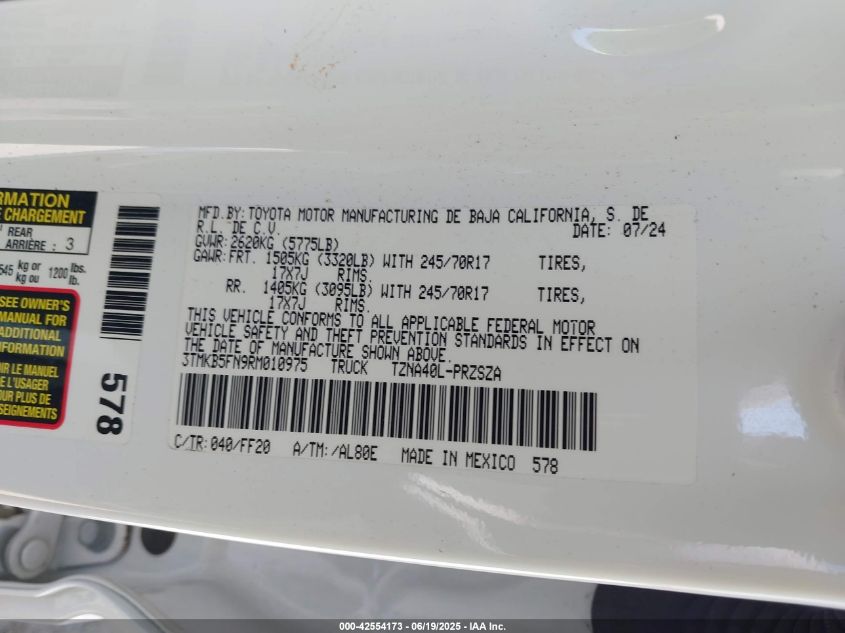 RMATION
E CHARGEMENT
REAR
ARRIÈRE : 3
545 kg or 1200 lbs.
kg ou lb.
SEE OWNER'S
MANUAL FOR
ADDITIONAL
INFORMATION
IR LE MANUEL
L'USAGER
OUR PLUS DE
SEIGNEMENTS
578
MFD.BY:TOYOTA MOTOR MANUFACTURING DE BAJA CALIFORNIA, S. DE
R.L. DE C.V. DATE: 07/24
GVWR:2620KG (5775LB)
GAWR:FRT. 1505KG (3320LB) WITH 245/70R17 TIRES,
17X7J RIMS.
RR. 1405KG (3095LB) WITH 245/70R17 TIRES,
17X7J RIMS.
THIS VEHICLE CONFORMS TO ALL APPLICABLE FEDERAL MOTOR
VEHICLE SAFETY AND THEFT PREVENTION STANDARDS IN EFFECT ON
THE DATE OF MANUFACTURE SHOWN ABOVE.
3TMKB5FN9RM010975 TRUCK TZNA40L-PRZSZA
C/TR:040/FF20 A/TM:/AL80E MADE IN MEXICO 578
000-42554173 - 06/19/2025 - IAA Inc.